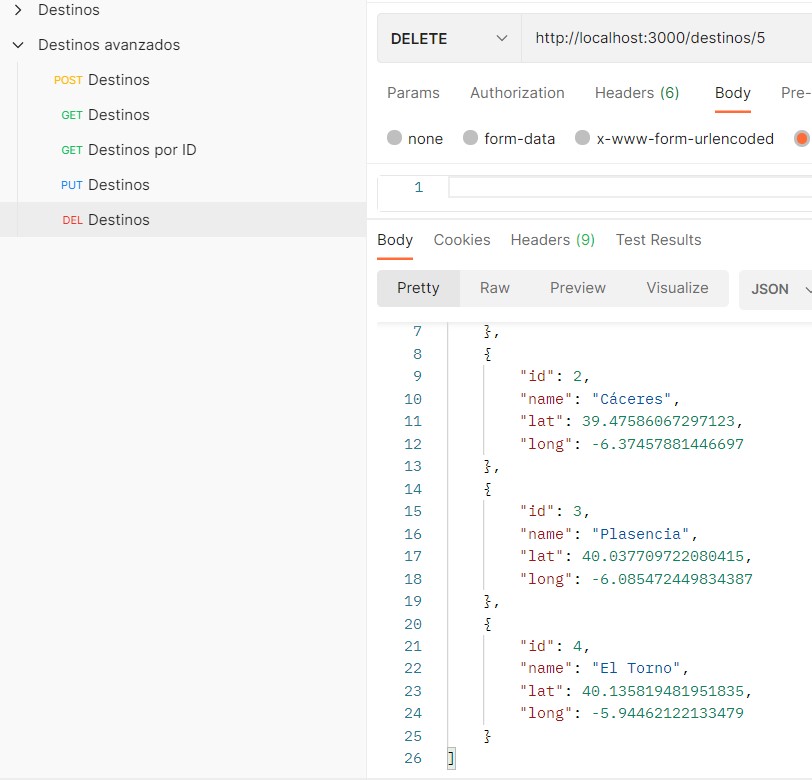 Destinos
Destinos avanzados
POST Destinos
GET Destinos
GET Destinos por ID
PUT Destinos
DEL Destinos
DELETE http://localhost:3000/destinos/5
Params Authorization Headers (6) Body Pre-
none form-data x-www-form-urlencoded
1
Body Cookies Headers (9) Test Results
Pretty Raw Preview Visualize JSON
7 },
8 {
9 "id": 2,
10 "name": "Cáceres",
11 "lat": 39.47586067297123,
12 "long": -6.37457881446697
13 },
14 {
15 "id": 3,
16 "name": "Plasencia",
17 "lat": 40.037709722080415,
18 "long": -6.085472449834387
19 },
20 {
21 "id": 4,
22 "name": "El Torno",
23 "lat": 40.135819481951835,
24 "long": -5.94462122133479
25 }
26 ]